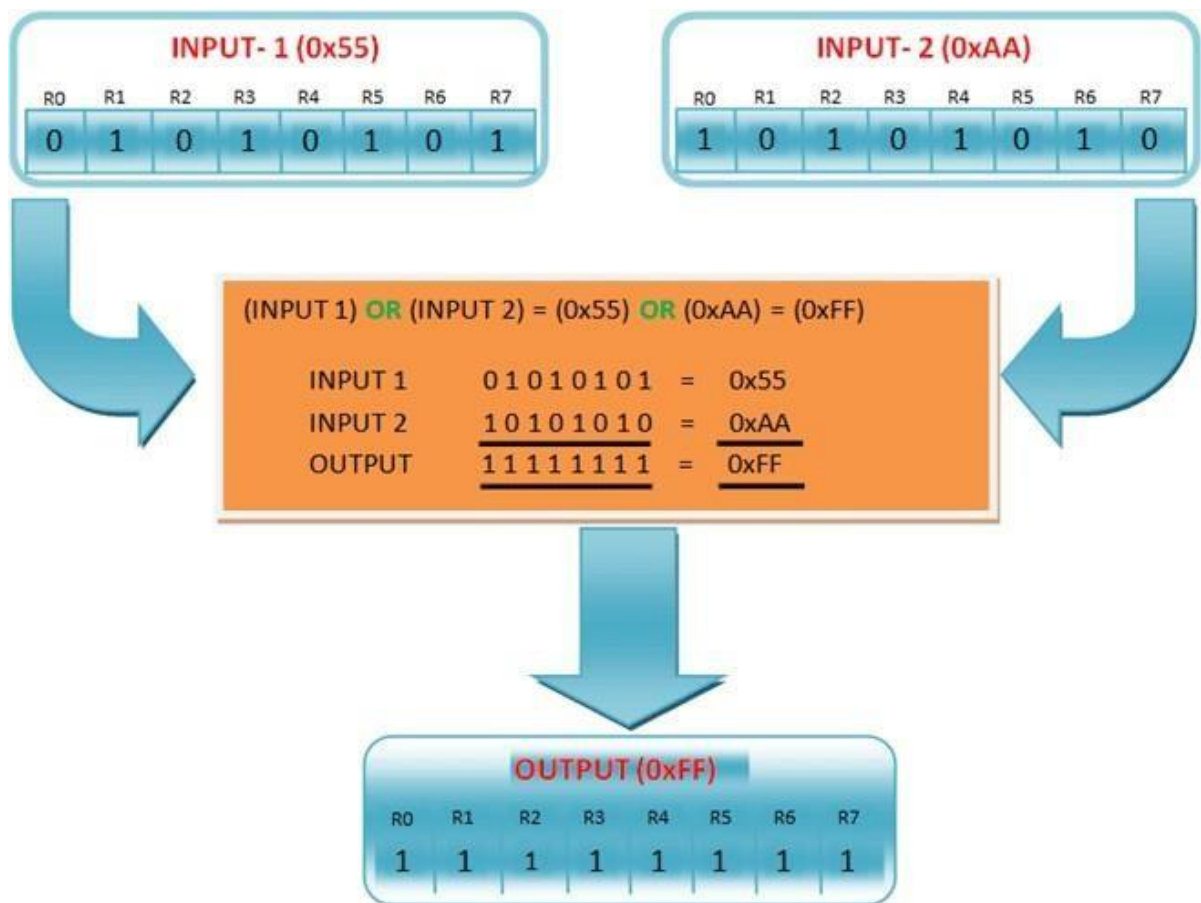 INPUT- 1 (0x55)
R0 R1 R2 R3 R4 R5 R6 R7
0 1 0 1 0 1 0 1
INPUT- 2 (0xAA)
R0 R1 R2 R3 R4 R5 R6 R7
1 0 1 0 1 0 1 0
(INPUT 1) OR (INPUT 2) = (0x55) OR (0xAA) = (0xFF)
INPUT 1 0 1 0 1 0 1 0 1 = 0x55
INPUT 2 1 0 1 0 1 0 1 0 = 0xAA
OUTPUT 1 1 1 1 1 1 1 1 = 0xFF
OUTPUT (0xFF)
R0 R1 R2 R3 R4 R5 R6 R7
1 1 1 1 1 1 1 1